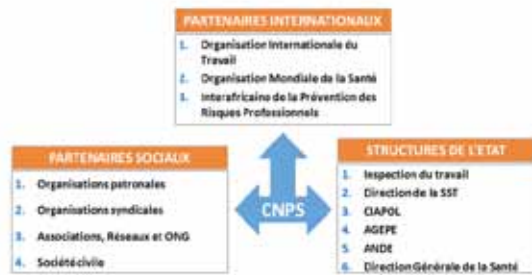 PARTENAIRES INTERNATIONAUX
1. Organisation Internationale du
Travail
2. Organisation Mondiale de la Santé
3. Interafricaine de la Prévention des
Risques Professionnels
PARTENAIRES SOCIAUX
1. Organisations patronales
2. Organisations syndicales
3. Associations, Réseaux et ONG
4. Société civile
CNPS
STRUCTURES DE L'ETAT
1. Inspection du travail
2. Direction de la SST
3. CIAPOL
4. AGEPE
5. ANDE
6. Direction Générale de la Santé